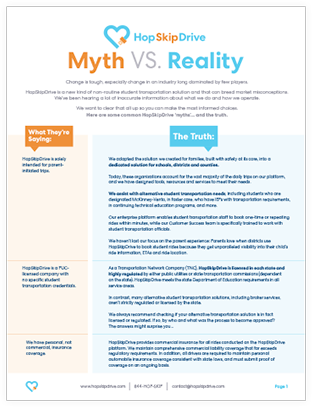 HopSkipDrive
Myth VS. Reality
Change is tough, especially change in an industry long dominated by few players.
HopSkipDrive is a new kind of non-routine student transportation solution and that can breed market misconceptions.
We've been hearing a lot of inaccurate information about what we do and how we operate.
We want to clear that all up so you can make the most informed choices.
Here are some common HopSkipDrive 'myths'... and the truth.
What They're
Saying:
The Truth:
HopSkipDrive is solely
intended for parent-
initiated trips.
We adapted the solution we created for families, built with safety at its core, into a
dedicated solution for schools, districts and counties.
Today, these organizations account for the vast majority of the daily trips on our platform,
and we have designed tools, resources and services to meet their needs.
We assist with alternative student transportation needs, including students who are
designated McKinney-Vento, in foster care, who have IEPs with transportation requirements,
in continuing technical education programs, and more.
Our enterprise platform enables student transportation staff to book one-time or repeating
rides within minutes, while our Customer Success team is specifically trained to work with
student transportation officials.
We haven't lost our focus on the parent experience: Parents love when districts use
HopSkipDrive to book student rides because they get unparalleled visibility into their child's
ride information, ETAs and ride location.
HopSkipDrive is a PUC-
licensed company with
no specific student
transportation credentials.
As a Transportation Network Company (TNC), HopSkipDrive is licensed in each state and
highly regulated by either public utilities or state transportation commissions (dependent
on the state). HopSkipDrive meets the state Department of Education requirements in all
service areas.
In contrast, many alternative student transportation solutions, including broker services,
aren't strictly regulated or licensed by the state.
We always recommend checking if your alternative transportation solution is in fact
licensed or regulated. If so, by who and what was the process to become approved?
The answers might surprise you...
We have personal, not
commercial, insurance
coverage.
HopSkipDrive provides commercial insurance for all rides conducted on the HopSkipDrive
platform. We maintain comprehensive commercial liability coverage that far exceeds
regulatory requirements. In addition, all drivers are required to maintain personal
automobile insurance coverage consistent with state laws, and must submit proof of
coverage on an ongoing basis.
www.hopskipdrive.com | 844-HOP-SKIP | contact@hopskipdrive.com
Page 1